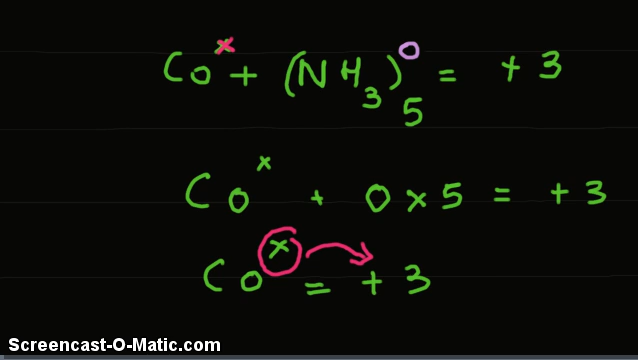 Co^x + (NH₃)₅^0 = +3
Co^x + 0 x 5 = +3
Co^x = +3
Screencast-O-Matic.com